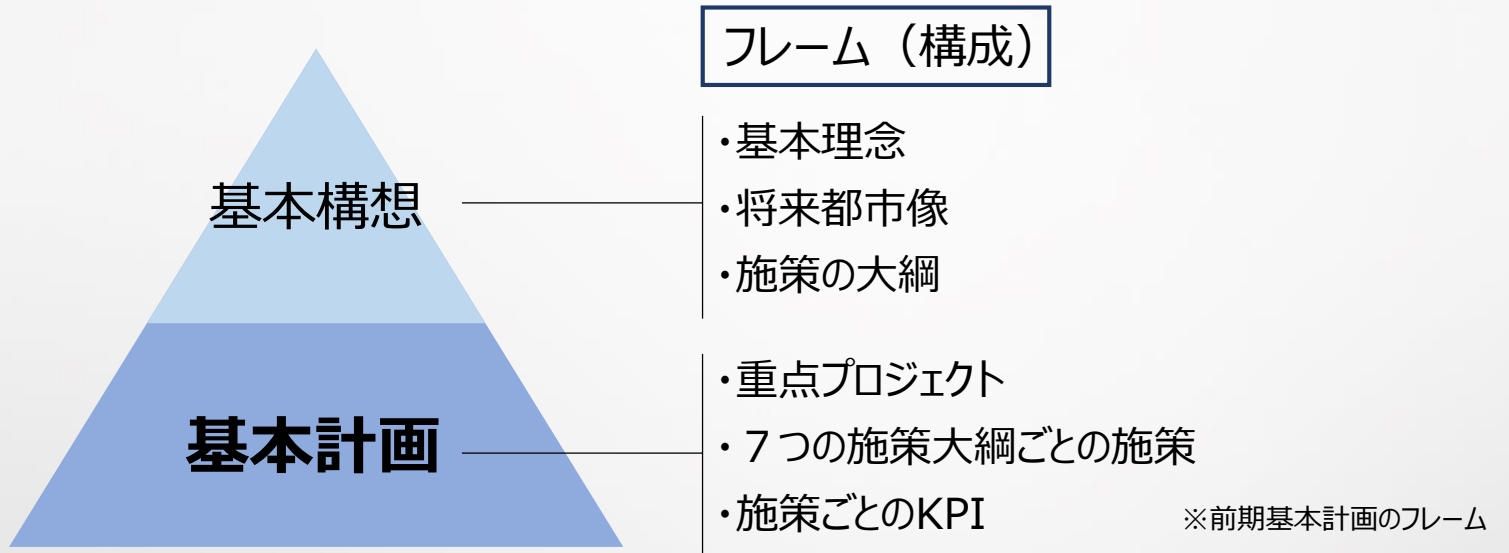 フレーム（構成）
基本構想
・基本理念
・将来都市像
・施策の大綱
基本計画
・重点プロジェクト
・７つの施策大綱ごとの施策
・施策ごとのKPI
※前期基本計画のフレーム